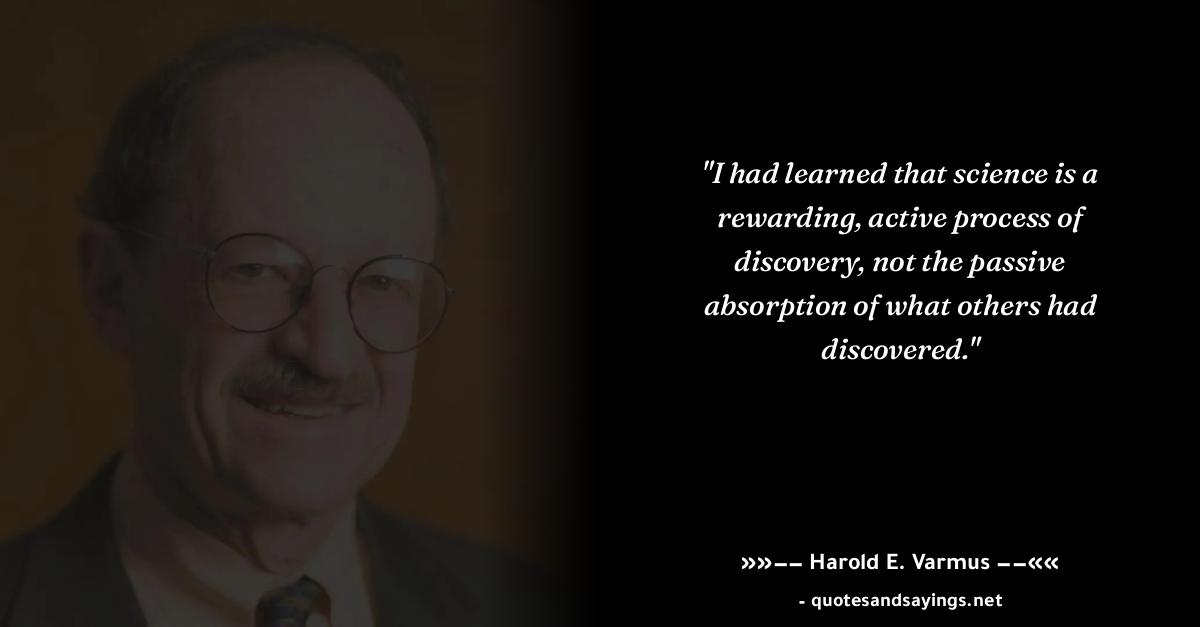 "I had learned that science is a
rewarding, active process of
discovery, not the passive
absorption of what others had
discovered."
»»−− Harold E. Varmus −−««
- quotesandsayings.net